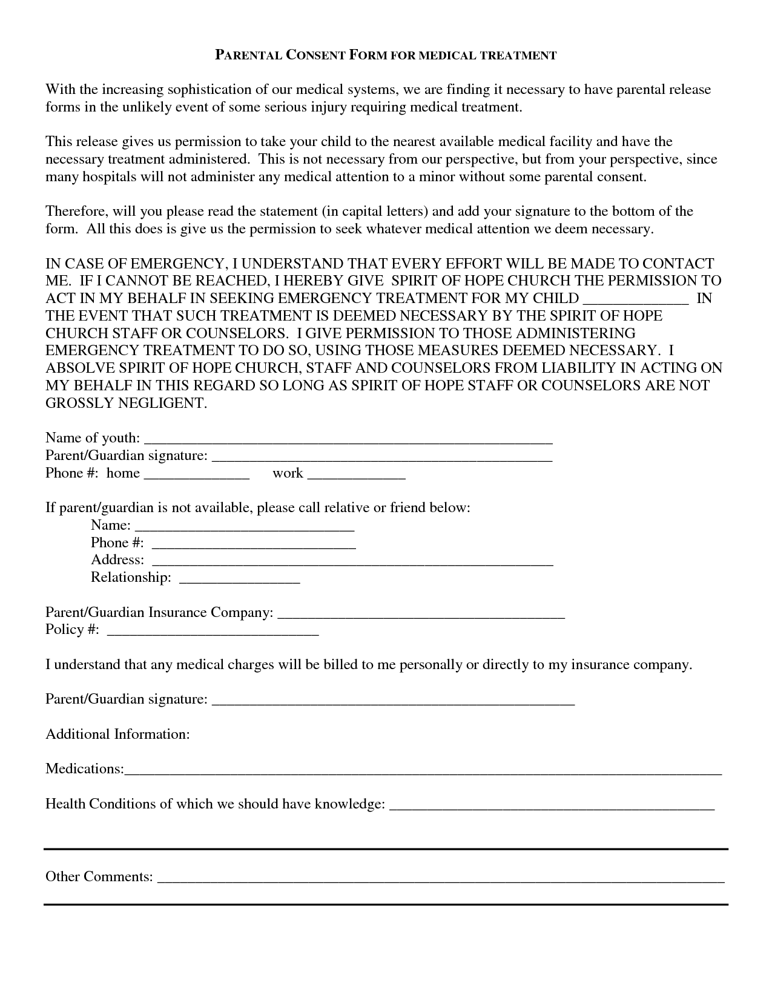 PARENTAL CONSENT FORM FOR MEDICAL TREATMENT
With the increasing sophistication of our medical systems, we are finding it necessary to have parental release
forms in the unlikely event of some serious injury requiring medical treatment.
This release gives us permission to take your child to the nearest available medical facility and have the
necessary treatment administered.  This is not necessary from our perspective, but from your perspective, since
many hospitals will not administer any medical attention to a minor without some parental consent.
Therefore, will you please read the statement (in capital letters) and add your signature to the bottom of the
form.  All this does is give us the permission to seek whatever medical attention we deem necessary.
IN CASE OF EMERGENCY, I UNDERSTAND THAT EVERY EFFORT WILL BE MADE TO CONTACT
ME.  IF I CANNOT BE REACHED, I HEREBY GIVE  SPIRIT OF HOPE CHURCH THE PERMISSION TO
ACT IN MY BEHALF IN SEEKING EMERGENCY TREATMENT FOR MY CHILD ______________  IN
THE EVENT THAT SUCH TREATMENT IS DEEMED NECESSARY BY THE SPIRIT OF HOPE
CHURCH STAFF OR COUNSELORS.  I GIVE PERMISSION TO THOSE ADMINISTERING
EMERGENCY TREATMENT TO DO SO, USING THOSE MEASURES DEEMED NECESSARY.  I
ABSOLVE SPIRIT OF HOPE CHURCH, STAFF AND COUNSELORS FROM LIABILITY IN ACTING ON
MY BEHALF IN THIS REGARD SO LONG AS SPIRIT OF HOPE STAFF OR COUNSELORS ARE NOT
GROSSLY NEGLIGENT.
Name of youth: ______________________________________________________
Parent/Guardian signature: _____________________________________________
Phone #:  home ______________      work _____________
If parent/guardian is not available, please call relative or friend below:
Name: _____________________________
Phone #:  ___________________________
Address:  _____________________________________________________
Relationship:  ________________
Parent/Guardian Insurance Company: ______________________________________
Policy #:  ____________________________
I understand that any medical charges will be billed to me personally or directly to my insurance company.
Parent/Guardian signature: ________________________________________________
Additional Information:
Medications:_______________________________________________________________________________
Health Conditions of which we should have knowledge: ___________________________________________
Other Comments: ___________________________________________________________________________